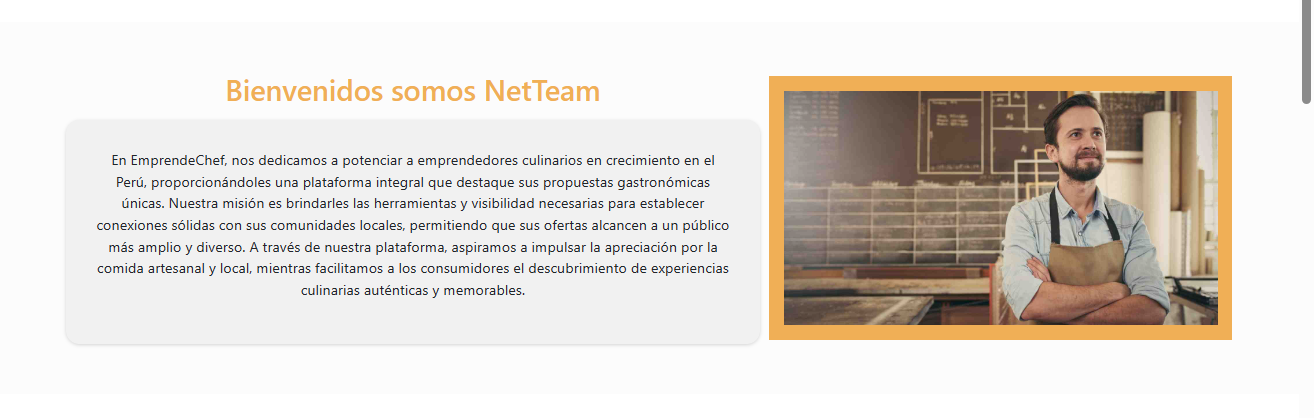 Bienvenidos somos NetTeam
En EmprendeChef, nos dedicamos a potenciar a emprendedores culinarios en crecimiento en el
Perú, proporcionándoles una plataforma integral que destaque sus propuestas gastronómicas
únicas. Nuestra misión es brindarles las herramientas y visibilidad necesarias para establecer
conexiones sólidas con sus comunidades locales, permitiendo que sus ofertas alcancen a un público
más amplio y diverso. A través de nuestra plataforma, aspiramos a impulsar la apreciación por la
comida artesanal y local, mientras facilitamos a los consumidores el descubrimiento de experiencias
culinarias auténticas y memorables.